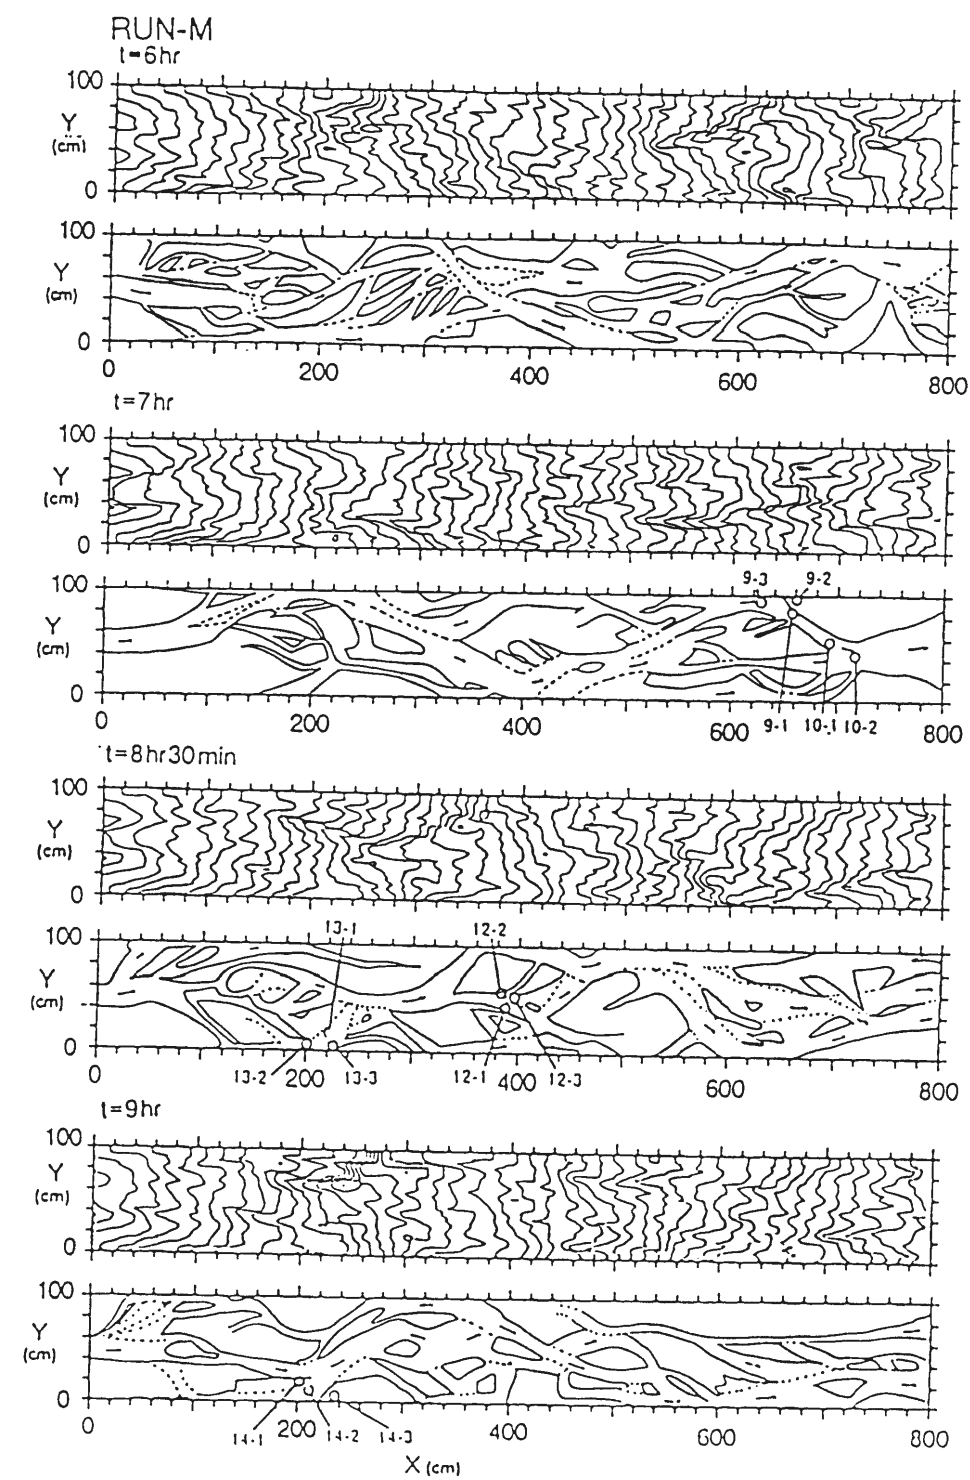 RUN-M
t=6hr
100
Y
(cm)
0
100
Y
(cm)
0
0 200 400 600 800
t=7hr
100
Y
(cm)
0
100
9-3 9-2
Y
(cm)
0
0 200 400 600 9-1 10-1 10-2 800
t=8hr30min
100
Y
(cm)
0
100
13-1 12-2
Y
(cm)
0
0 13-2 200 13-3 12-1 400 12-3 600 800
t=9hr
100
Y
(cm)
0
100
Y
(cm)
0
0 14-1 200 14-2 14-3 400 600 800
X (cm)